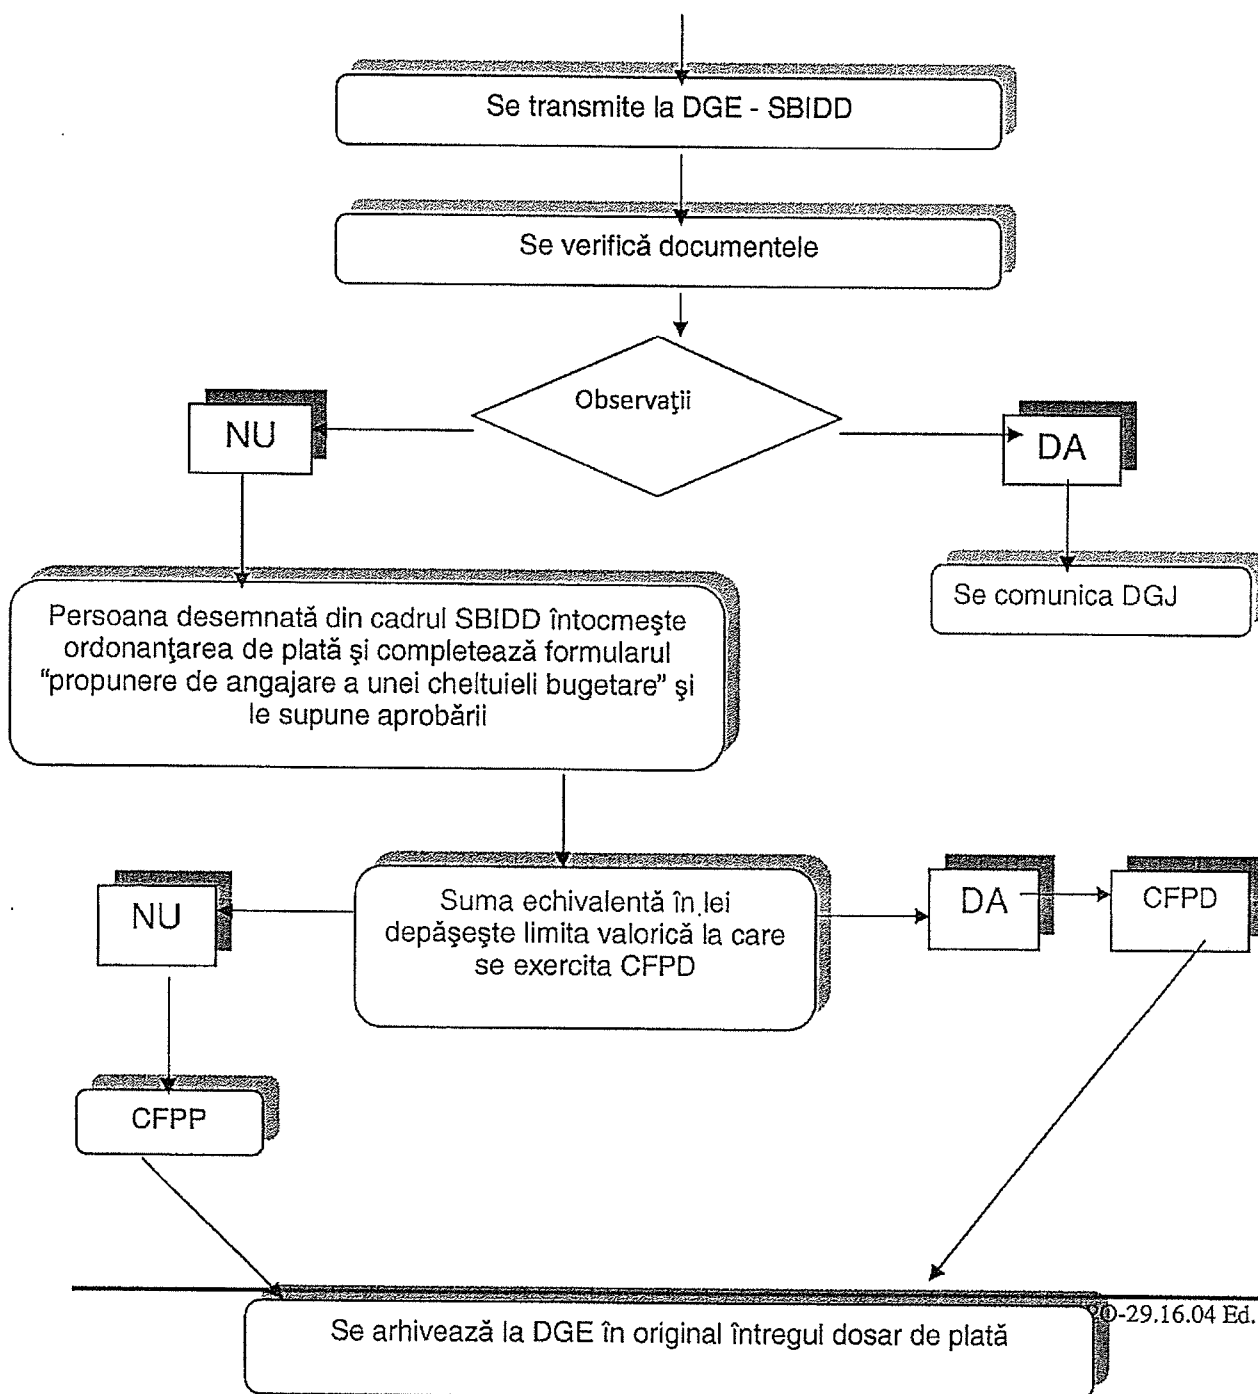 Se transmite la DGE - SBIDD
Se verifică documentele
Observaţii
NU
DA
Se comunica DGJ
Persoana desemnată din cadrul SBIDD întocmeşte
ordonanţarea de plată şi completează formularul
“propunere de angajare a unei cheltuieli bugetare” şi
le supune aprobării
NU
Suma echivalentă în lei
depăşeşte limita valorică la care
se exercita CFPD
DA
CFPD
CFPP
-29.16.04 Ed.
Se arhivează la DGE în original întregul dosar de plată